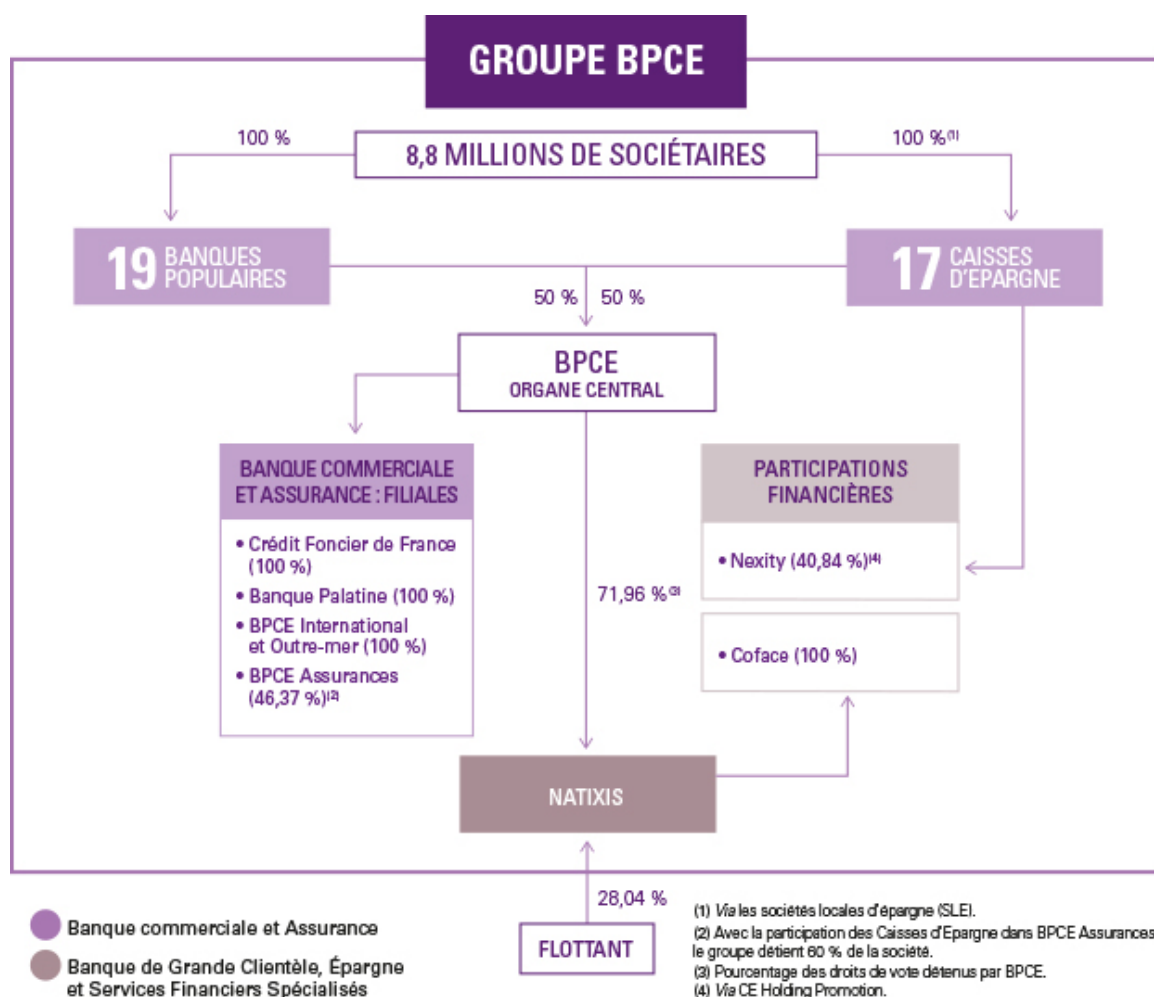 GROUPE BPCE
100 %
8,8 MILLIONS DE SOCIÉTAIRES
100 %(1)
19 BANQUES
POPULAIRES
17 CAISSES
D'EPARGNE
50 % 50 %
BPCE
ORGANE CENTRAL
BANQUE COMMERCIALE
ET ASSURANCE : FILIALES
• Crédit Foncier de France
(100 %)
• Banque Palatine (100 %)
• BPCE International
et Outre-mer (100 %)
• BPCE Assurances
(46,37 %)(2)
71,96 %(3)
PARTICIPATIONS
FINANCIÈRES
• Nexity (40,84 %)(4)
• Coface (100 %)
NATIXIS
28,04 %
FLOTTANT
Banque commerciale et Assurance
Banque de Grande Clientèle, Épargne
et Services Financiers Spécialisés
(1) Via les sociétés locales d'épargne (SLE).
(2) Avec la participation des Caisses d'Epargne dans BPCE Assurances
le groupe détient 60 % de la société.
(3) Pourcentage des droits de vote détenus par BPCE.
(4) Via CE Holding Promotion.